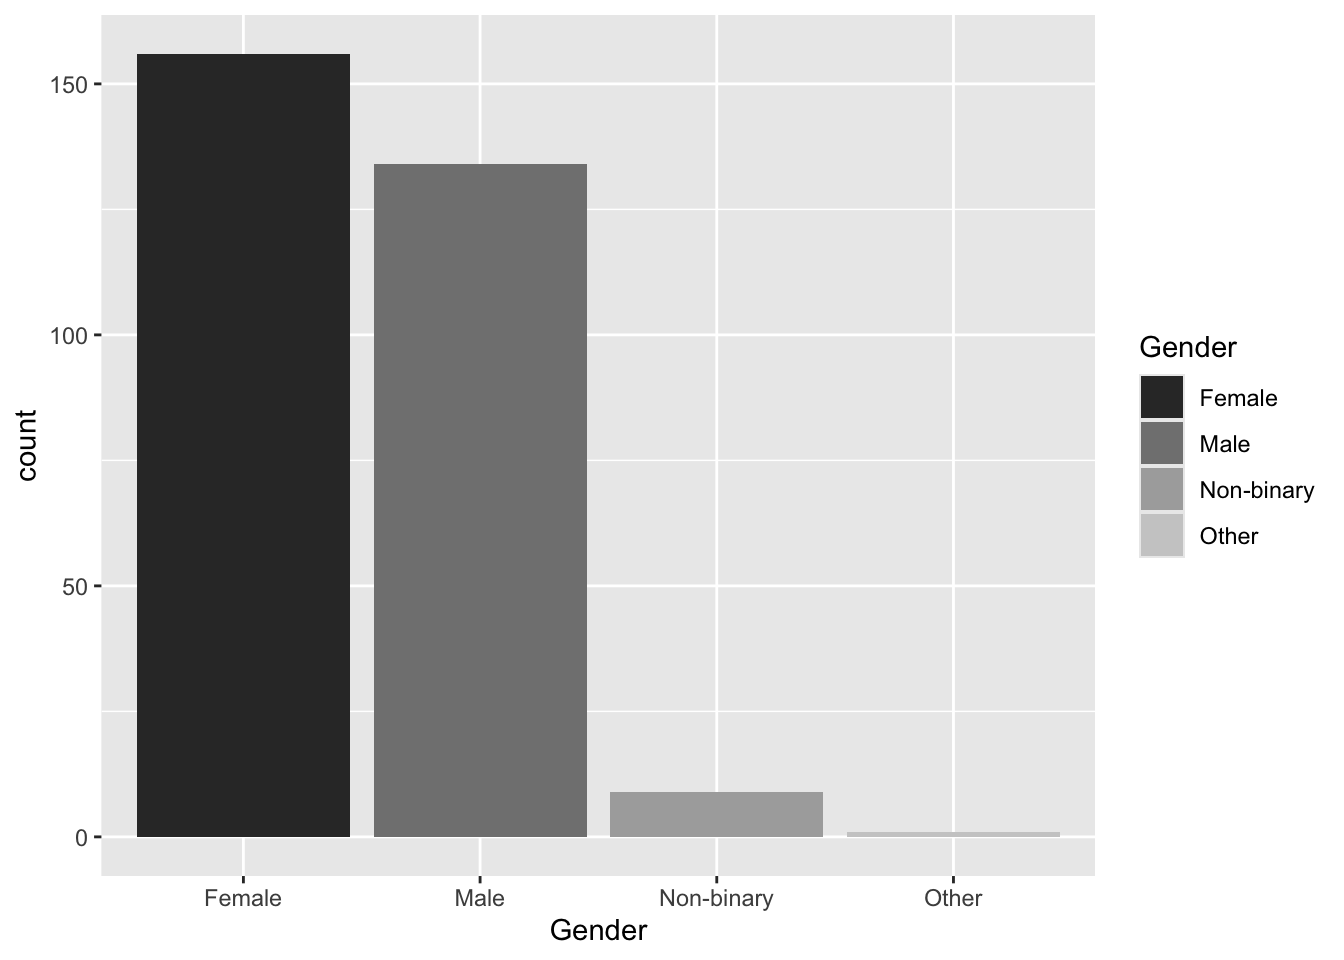 150
100
50
0
count
Female
Male
Non-binary
Other
Gender
Gender
Female
Male
Non-binary
Other